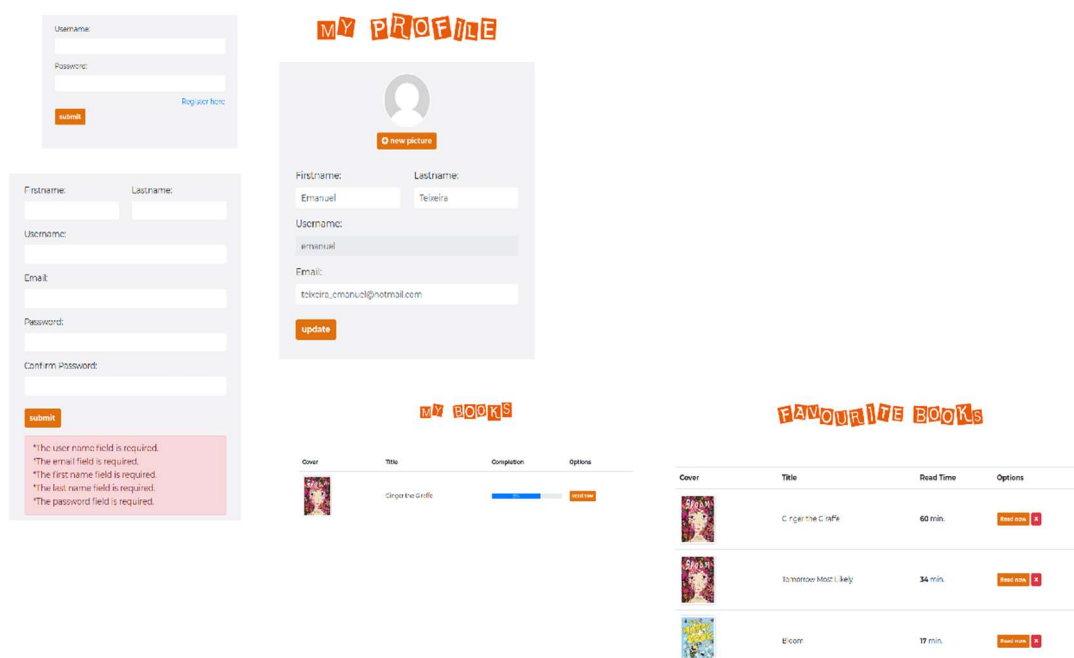 Username:
Password:
Register here
submit
Firstname: Lastname:
Username:
Email:
Password:
Confirm Password:
submit
*The user name field is required.
*The email field is required.
*The first name field is required.
*The last name field is required.
*The password field is required.
MY PROFILE
new picture
Firstname: Lastname:
Emanuel Teixeira
Username:
emanuel
Email:
teixeira_emanuel@hotmail.com
update
MY BOOKS
Cover Title Completion Options
Ginger the Giraffe Read now
FAVOURITE BOOKS
Cover Title Read Time Options
Bloom
Ginger the Giraffe 60 min. Read now x
Bloom
Tomorrow Most Likely 34 min. Read now x
Bloom 17 min. Read now x